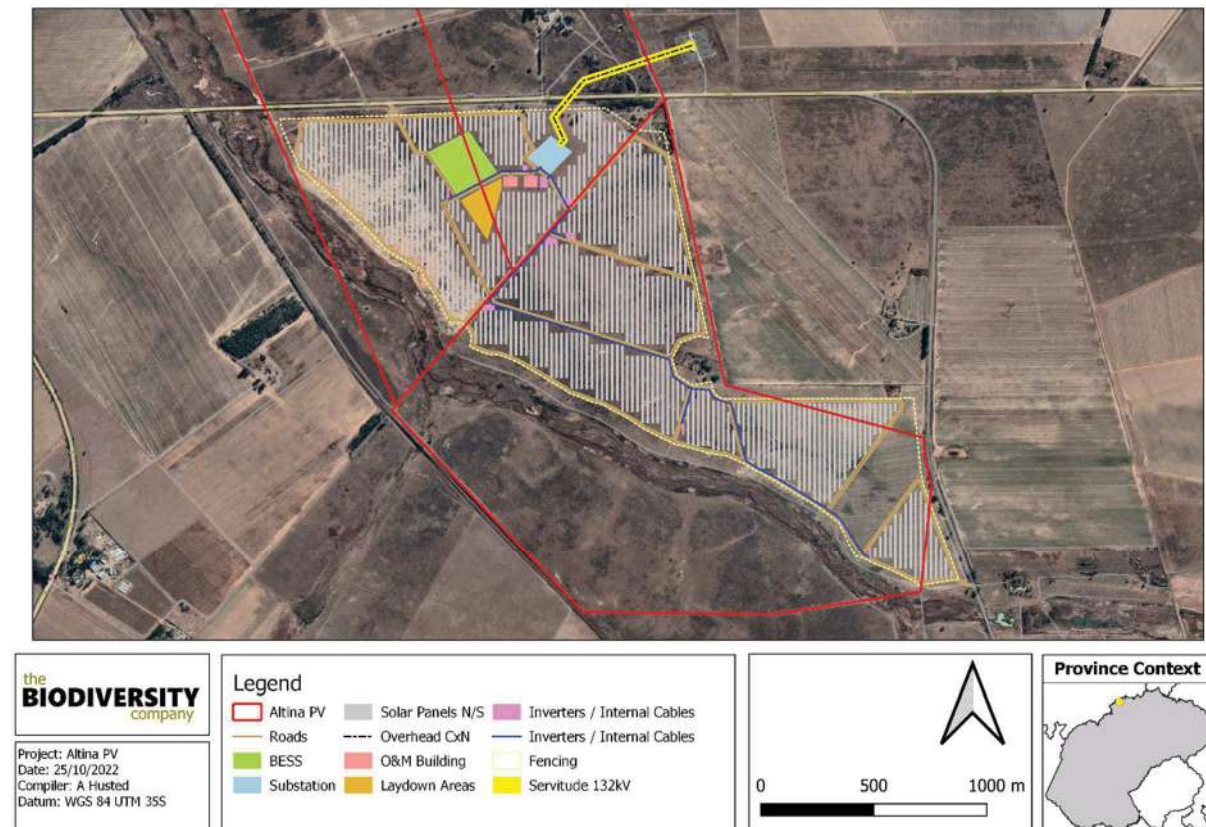 the
BIODIVERSITY
company
Project: Altina PV
Date: 25/10/2022
Compiler: A Husted
Datum: WGS 84 UTM 35S
Legend
Altina PV
Roads
BESS
Substation
Solar Panels N/S
Overhead CxN
O&M Building
Laydown Areas
Inverters / Internal Cables
Inverters / Internal Cables
Fencing
Servitude 132kV
0 500 1000 m
Province Context